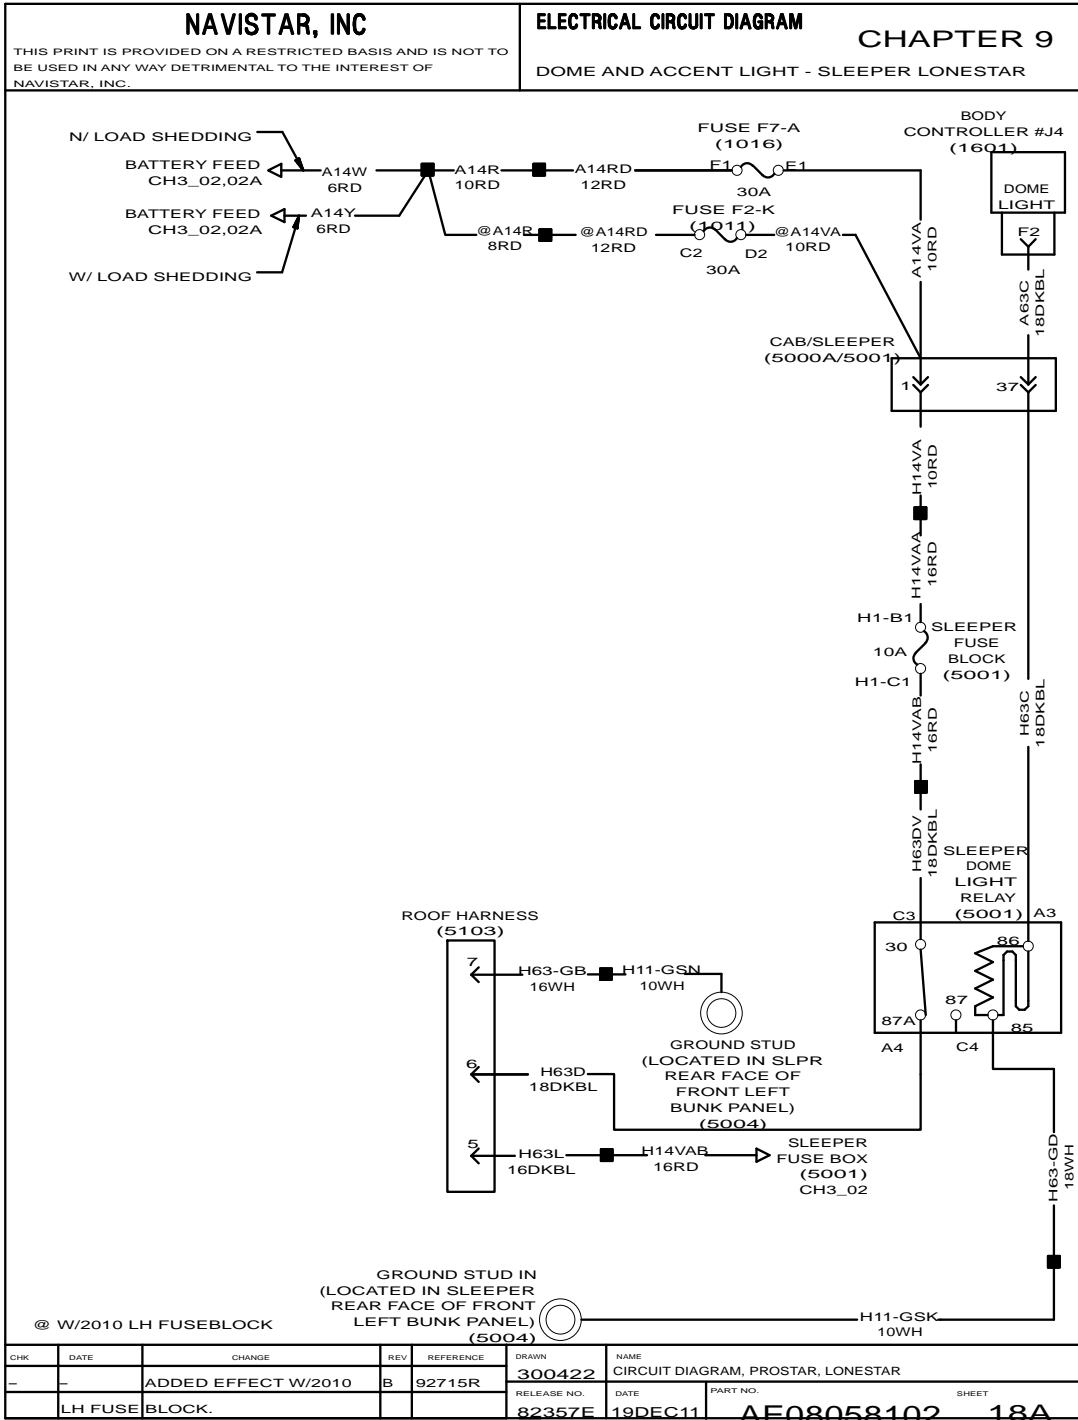 NAVISTAR, INC
THIS PRINT IS PROVIDED ON A RESTRICTED BASIS AND IS NOT TO
BE USED IN ANY WAY DETRIMENTAL TO THE INTEREST OF
NAVISTAR, INC.
ELECTRICAL CIRCUIT DIAGRAM
CHAPTER 9
DOME AND ACCENT LIGHT - SLEEPER LONESTAR
N/ LOAD SHEDDING
BATTERY FEED
CH3_02,02A
A14W
6RD
BATTERY FEED
CH3_02,02A
A14Y
6RD
W/ LOAD SHEDDING
A14R
10RD
A14RD
12RD
FUSE F7-A
(1016)
E1
E1
30A
@A14R
8RD
@A14RD
12RD
FUSE F2-K
(1011)
C2
D2
30A
@A14VA
10RD
A14VA
10RD
BODY
CONTROLLER #J4
(1601)
DOME
LIGHT
F2
A63C
18DKBL
CAB/SLEEPER
(5000A/5001)
1
37
H14VA
10RD
H14VAA
16RD
H1-B1
10A
H1-C1
SLEEPER
FUSE
BLOCK
(5001)
H14VAB
16RD
H63C
18DKBL
H63DV
18DKBL
SLEEPER
DOME
LIGHT
RELAY
(5001)
C3
A3
30
86
87
87A
85
A4
C4
ROOF HARNESS
(5103)
7
H63-GB
16WH
H11-GSN
10WH
GROUND STUD
(LOCATED IN SLPR
REAR FACE OF
FRONT LEFT
BUNK PANEL)
(5004)
6
H63D
18DKBL
5
H63L
16DKBL
H14VAB
16RD
SLEEPER
FUSE BOX
(5001)
CH3_02
H63-GD
18WH
GROUND STUD IN
(LOCATED IN SLEEPER
REAR FACE OF FRONT
LEFT BUNK PANEL)
(5004)
H11-GSK
10WH
@ W/2010 LH FUSEBLOCK
CHK DATE CHANGE REV REFERENCE
– – ADDED EFFECT W/2010 B 92715R
LH FUSE BLOCK.
DRAWN
300422
NAME
CIRCUIT DIAGRAM, PROSTAR, LONESTAR
RELEASE NO.
82357E
DATE
19DEC11
PART NO.
AE08058102
SHEET
18A